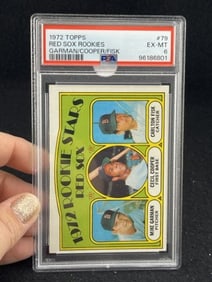 1972 TOPPS #79
RED SOX ROOKIES EX-MT
GARMAN/COOPER/FISK 6
PSA 96186801
1972 ROOKIE STARS
RED SOX
CARLTON FISK
CATCHER
CECIL COOPER
FIRST BASE
MIKE GARMAN
PITCHER